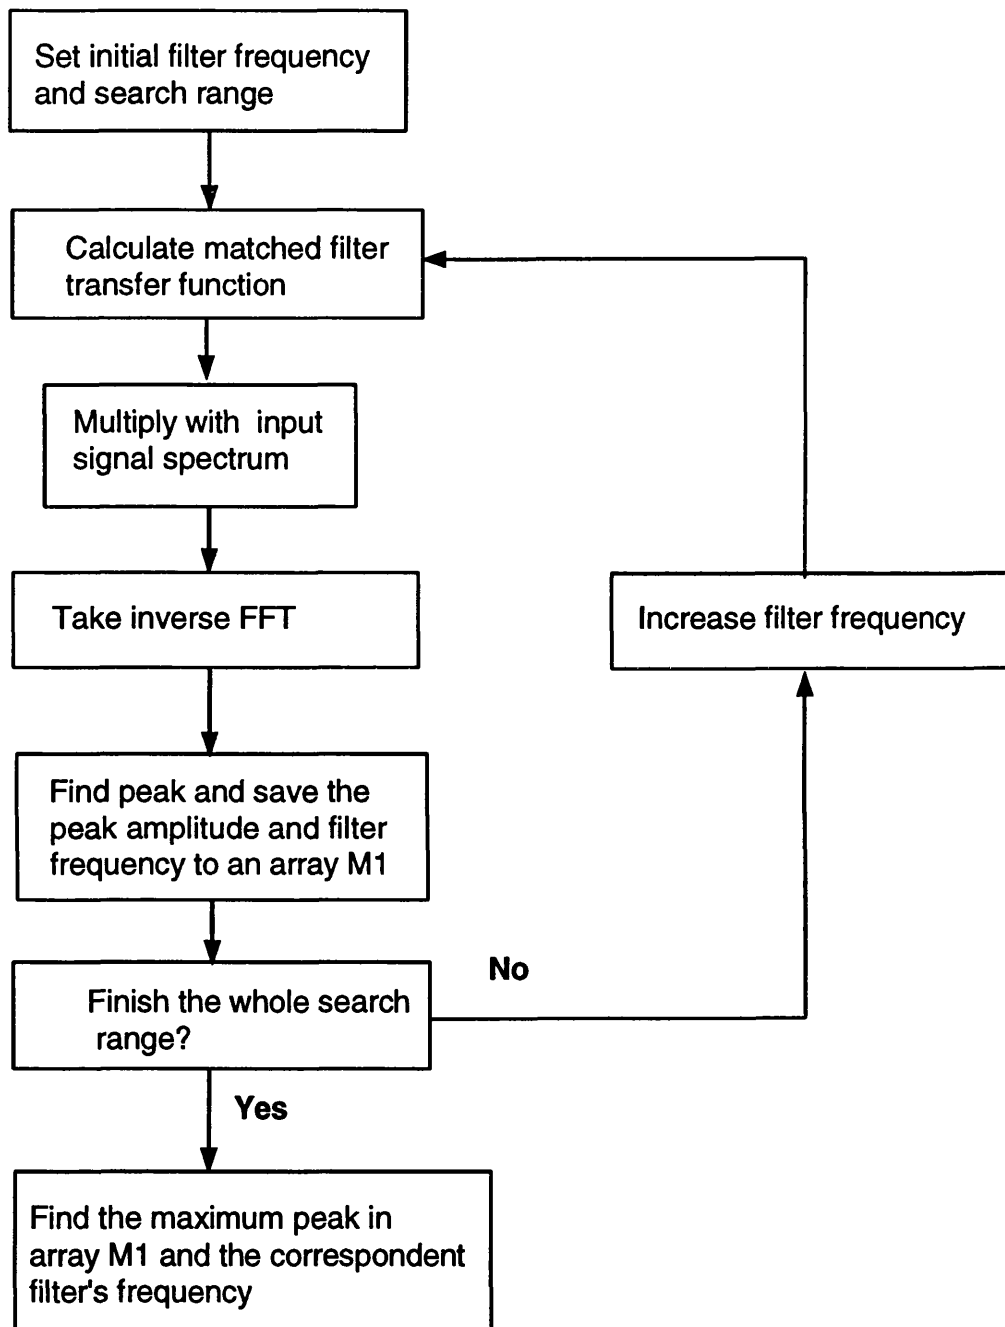 Set initial filter frequency
and search range
Calculate matched filter
transfer function
Multiply with input
signal spectrum
Take inverse FFT
Increase filter frequency
Find peak and save the
peak amplitude and filter
frequency to an array M1
No
Finish the whole search
range?
Yes
Find the maximum peak in
array M1 and the correspondent
filter's frequency